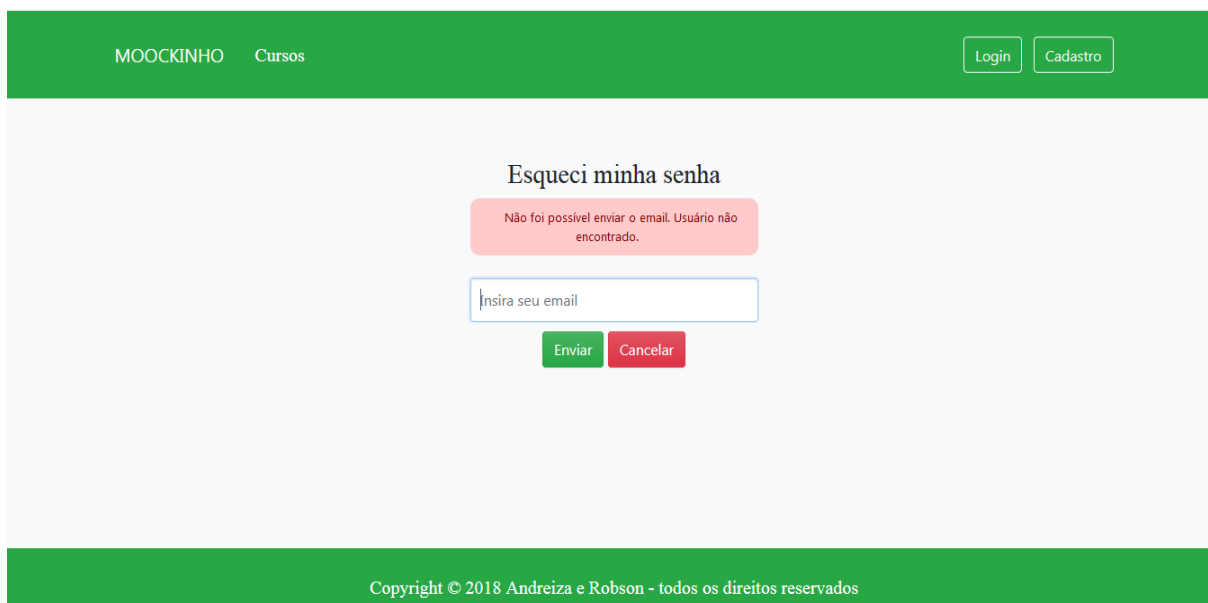 MOOCKINHO Cursos Login Cadastro
Esqueci minha senha
Não foi possível enviar o email. Usuário não
encontrado.
Insira seu email
Enviar Cancelar
Copyright © 2018 Andreiza e Robson - todos os direitos reservados